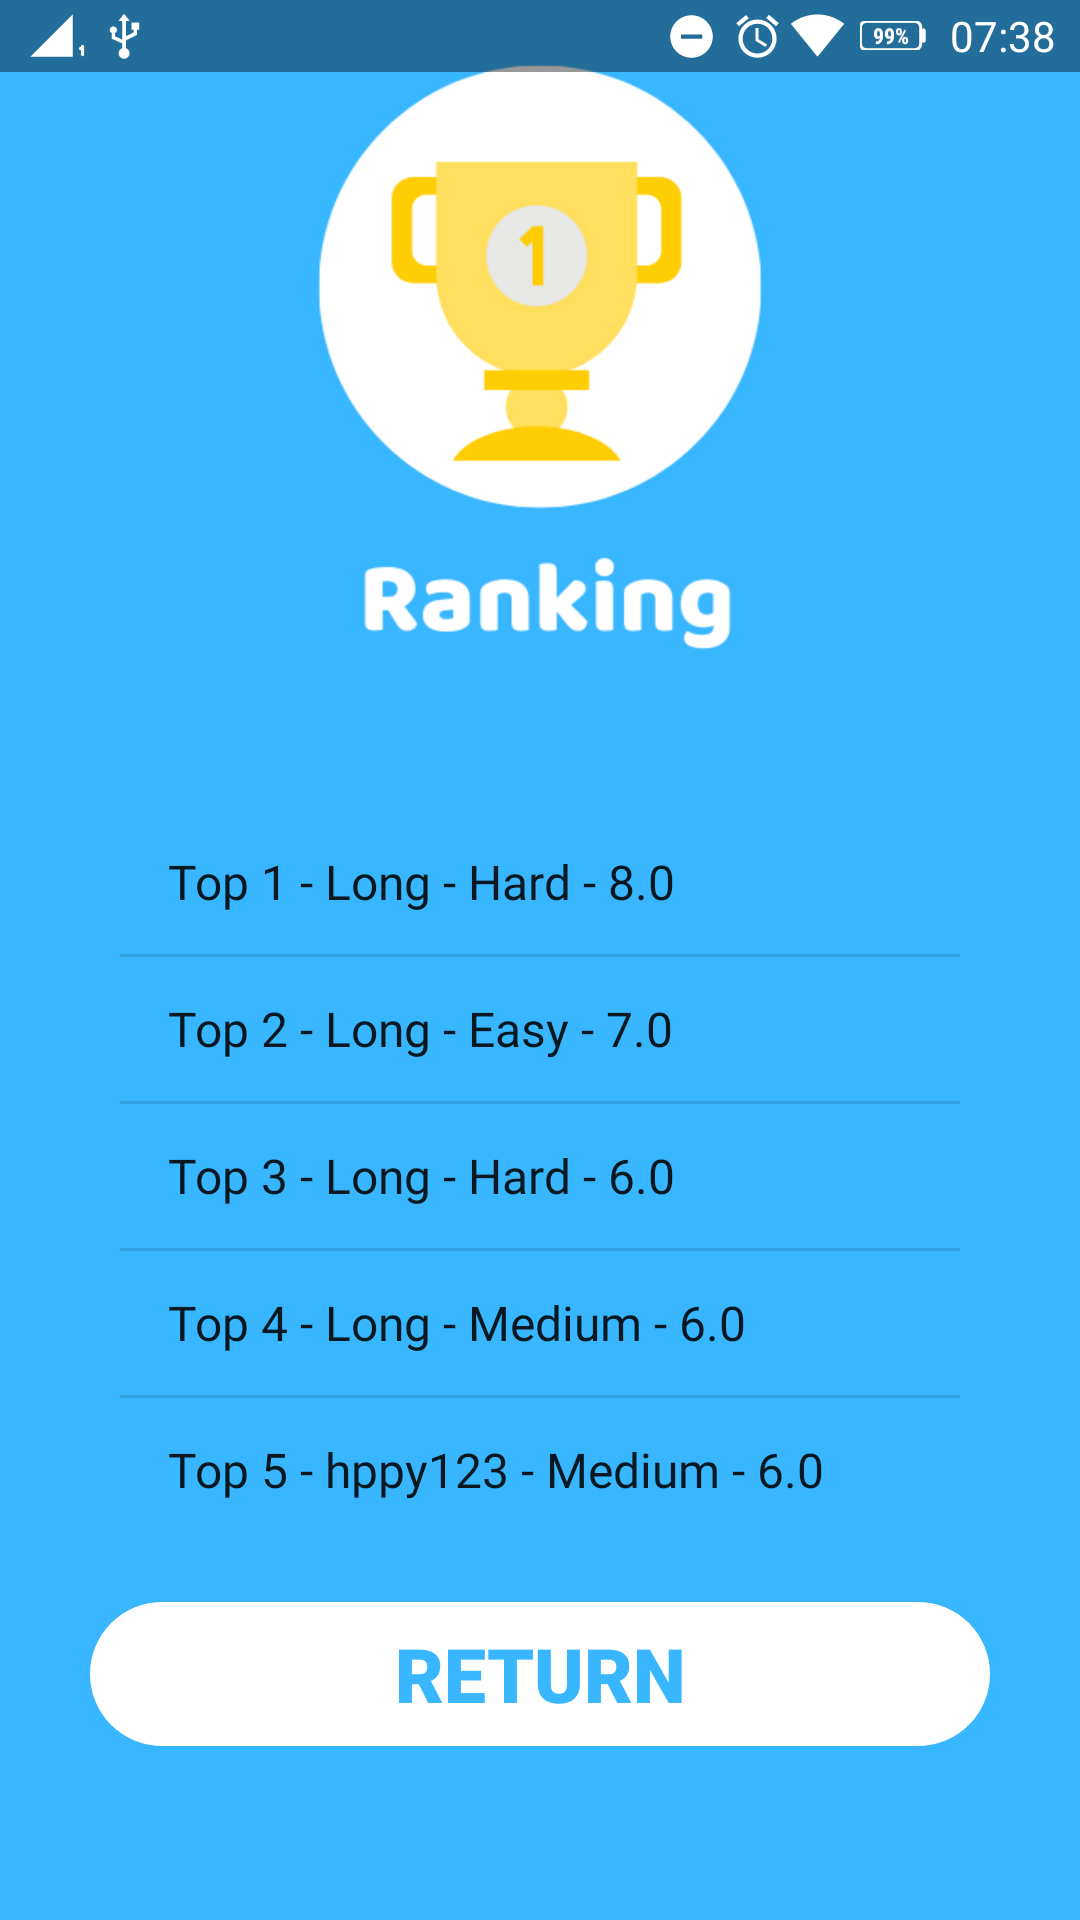 1 99% 07:38
1
Ranking
Top 1 - Long - Hard - 8.0
Top 2 - Long - Easy - 7.0
Top 3 - Long - Hard - 6.0
Top 4 - Long - Medium - 6.0
Top 5 - hppy123 - Medium - 6.0
RETURN